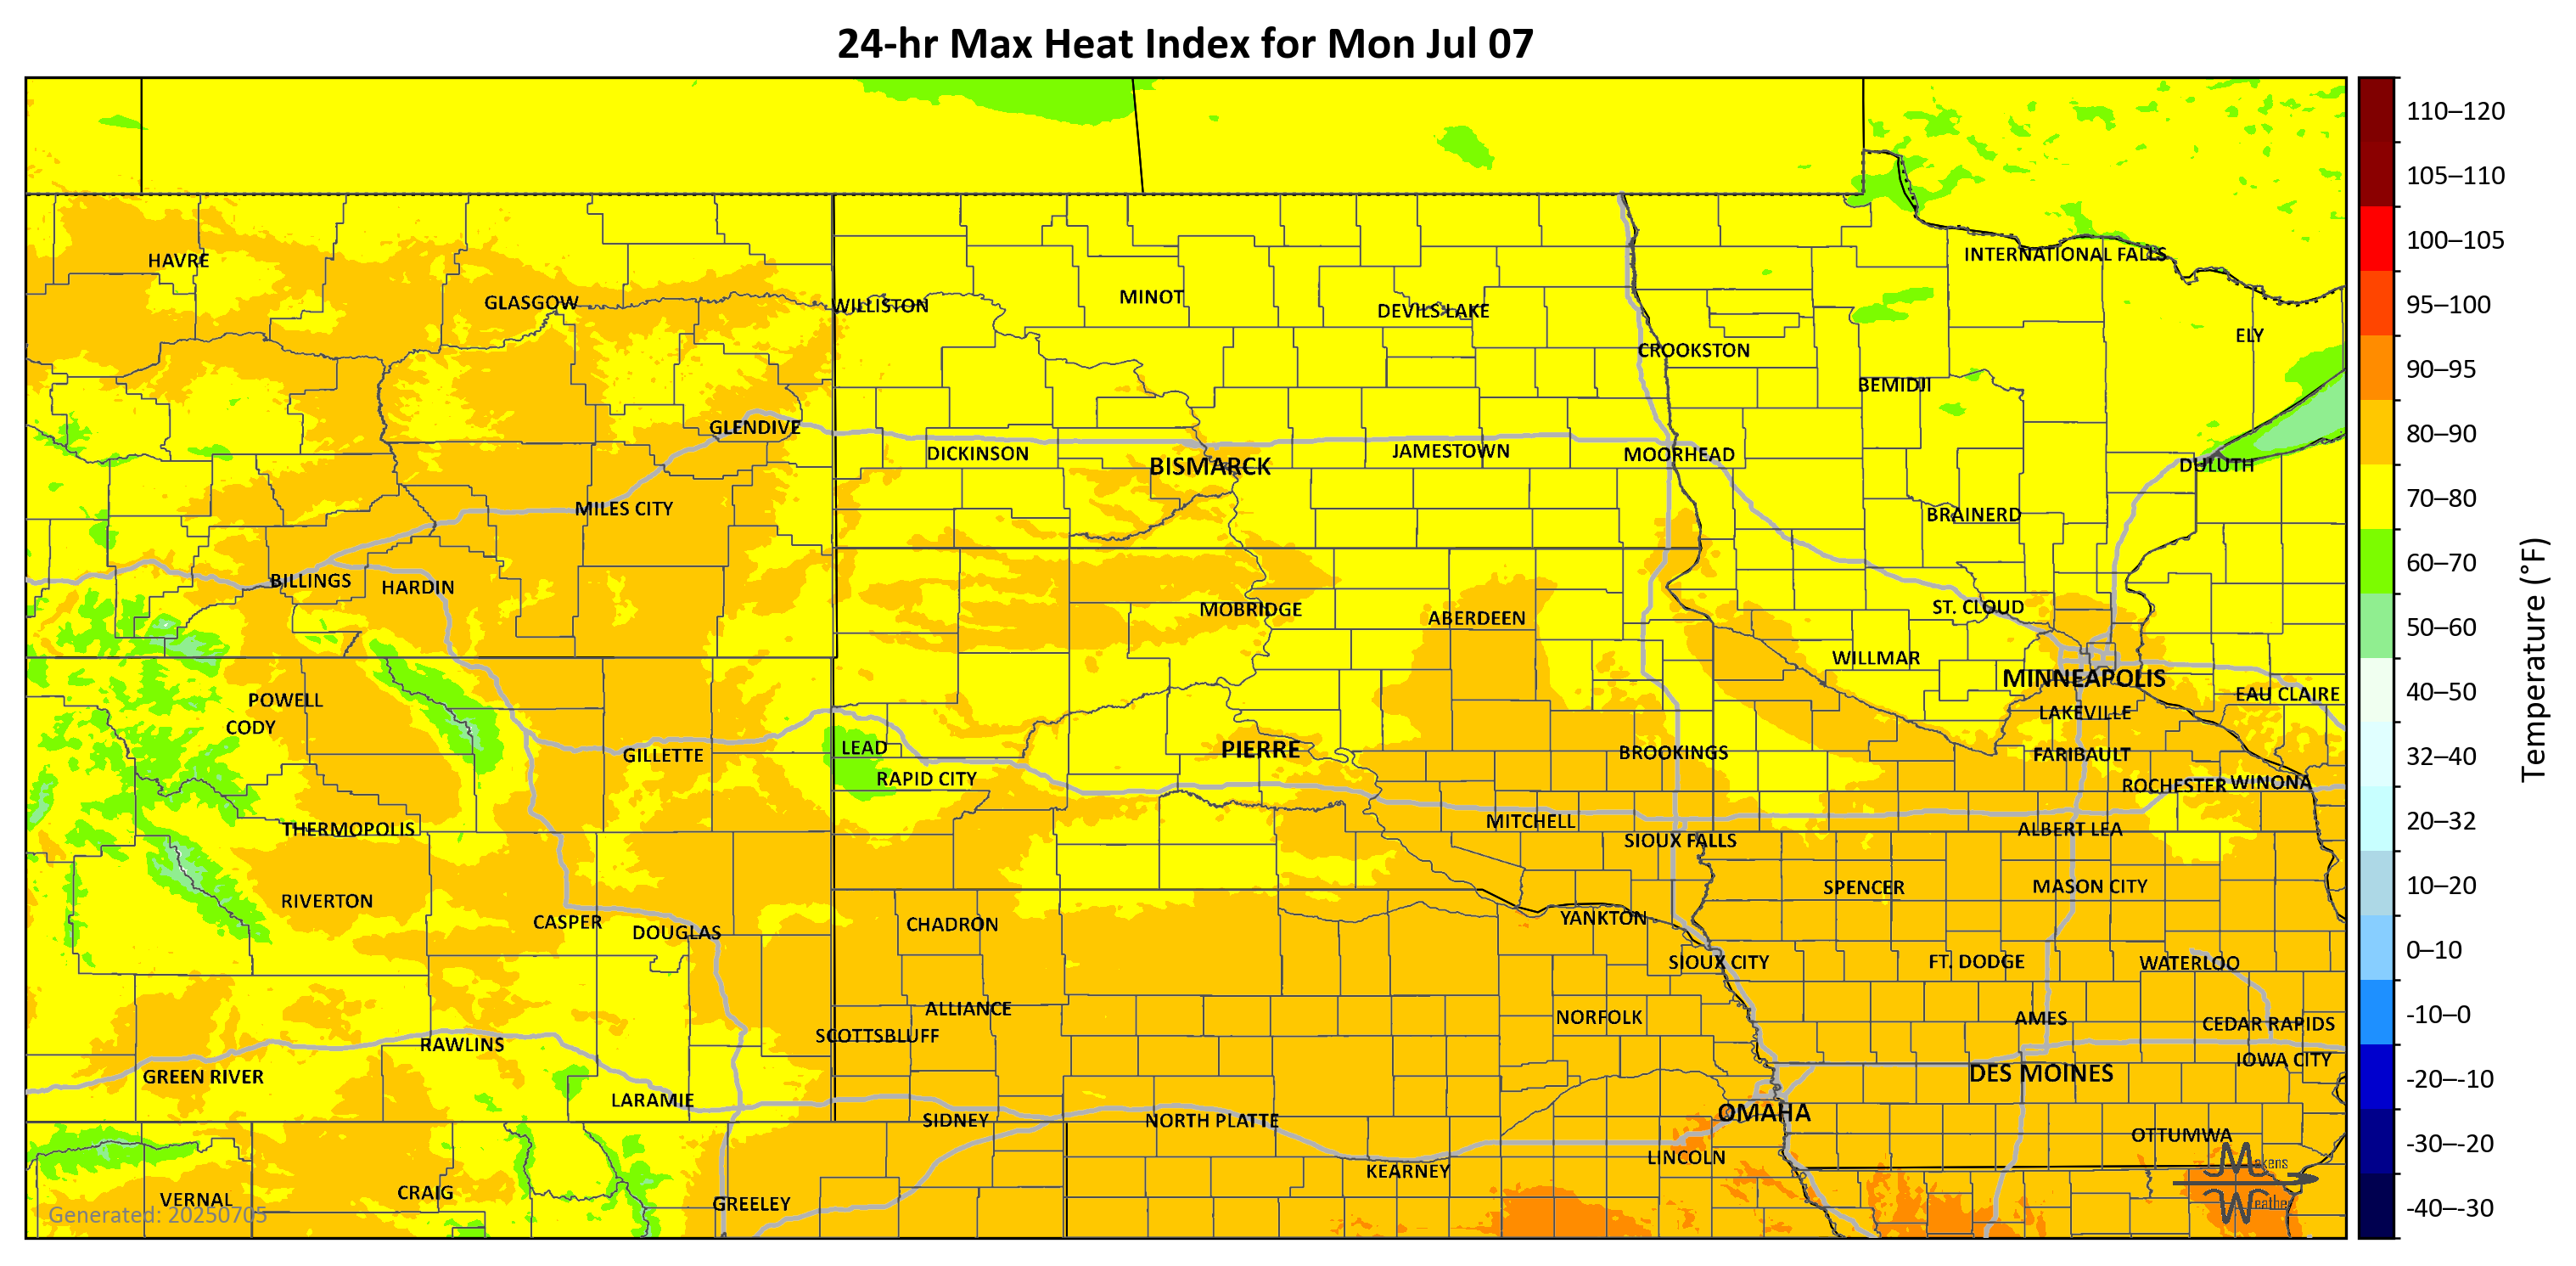 24-hr Max Heat Index for Mon Jul 07
110–120
105–110
100–105
95–100
90–95
80–90
70–80
60–70
50–60
40–50
32–40
20–32
10–20
0–10
-10–0
-20–-10
-30–-20
-40–-30
Temperature (°F)
HAVRE
INTERNATIONAL FALLS
GLASGOW
WILLISTON
MINOT
DEVILS LAKE
ELY
CROOKSTON
BEMIDJI
GLENDIVE
DICKINSON
BISMARCK
JAMESTOWN
MOORHEAD
DULUTH
MILES CITY
BRAINERD
BILLINGS
HARDIN
MOBRIDGE
ABERDEEN
ST. CLOUD
WILLMAR
MINNEAPOLIS
EAU CLAIRE
POWELL
CODY
LAKEVILLE
GILLETTE
LEAD
PIERRE
BROOKINGS
FARIBAULT
RAPID CITY
ROCHESTER
WINONA
THERMOPOLIS
MITCHELL
SIOUX FALLS
ALBERT LEA
RIVERTON
SPENCER
MASON CITY
CASPER
DOUGLAS
CHADRON
YANKTON
SIOUX CITY
FT. DODGE
WATERLOO
ALLIANCE
NORFOLK
AMES
CEDAR RAPIDS
SCOTTSBLUFF
RAWLINS
IOWA CITY
GREEN RIVER
DES MOINES
LARAMIE
SIDNEY
NORTH PLATTE
OMAHA
OTTUMWA
LINCOLN
KEARNEY
VERNAL
CRAIG
GREELEY
Makens
Weather
Generated: 20250705